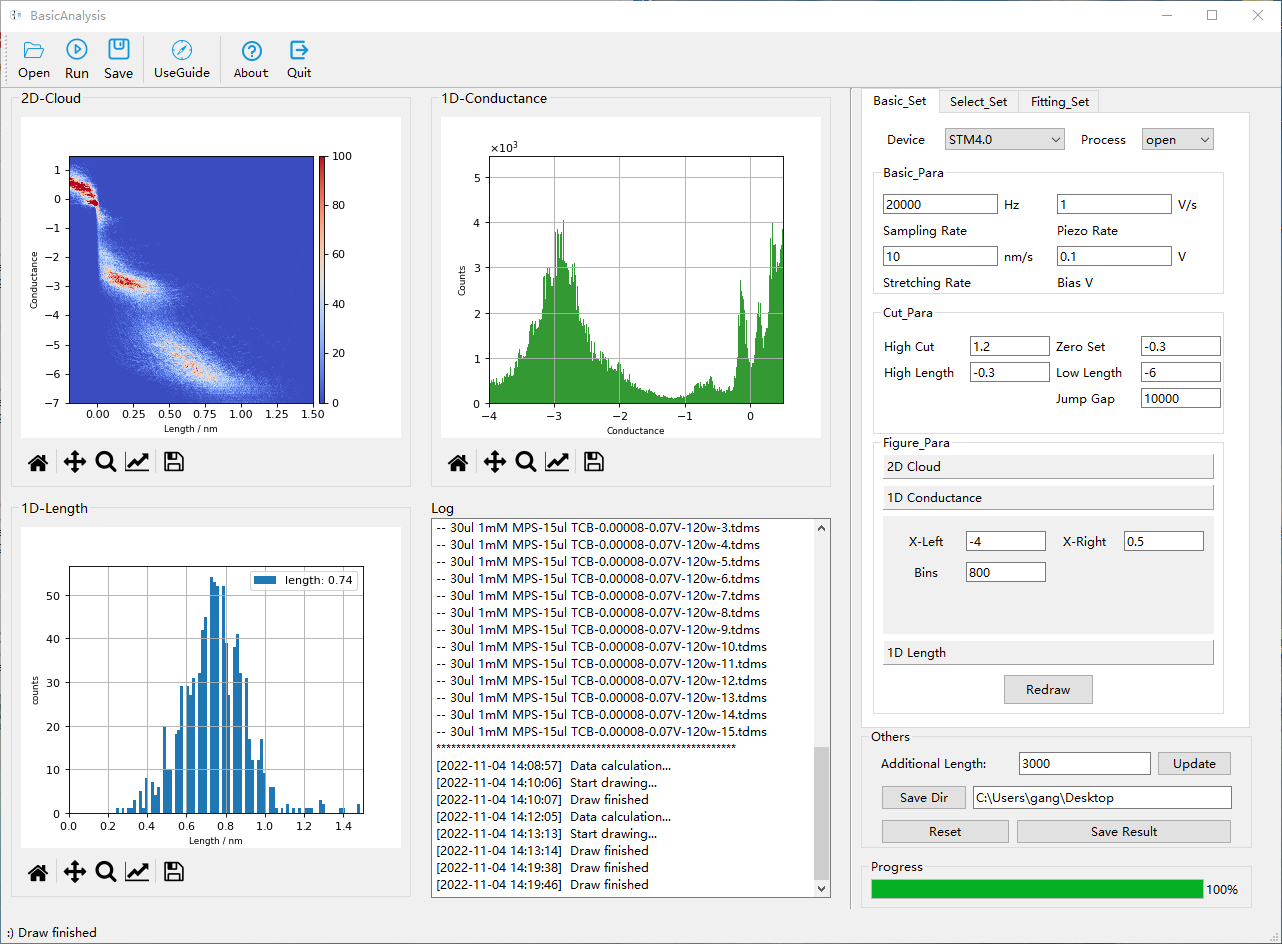 BasicAnalysis
Open Run Save UseGuide About Quit
2D-Cloud
1
0
−1
−2
−3
−4
−5
−6
−7
Conductance
0.00 0.25 0.50 0.75 1.00 1.25 1.50
Length / nm
100
80
60
40
20
0
1D-Conductance
×10³
5
4
3
2
1
0
Counts
−4 −3 −2 −1 0
Conductance
1D-Length
length: 0.74
50
40
30
20
10
0
counts
0.0 0.2 0.4 0.6 0.8 1.0 1.2 1.4
Length / nm
Log
-- 30ul 1mM MPS-15ul TCB-0.00008-0.07V-120w-3.tdms
-- 30ul 1mM MPS-15ul TCB-0.00008-0.07V-120w-4.tdms
-- 30ul 1mM MPS-15ul TCB-0.00008-0.07V-120w-5.tdms
-- 30ul 1mM MPS-15ul TCB-0.00008-0.07V-120w-6.tdms
-- 30ul 1mM MPS-15ul TCB-0.00008-0.07V-120w-7.tdms
-- 30ul 1mM MPS-15ul TCB-0.00008-0.07V-120w-8.tdms
-- 30ul 1mM MPS-15ul TCB-0.00008-0.07V-120w-9.tdms
-- 30ul 1mM MPS-15ul TCB-0.00008-0.07V-120w-10.tdms
-- 30ul 1mM MPS-15ul TCB-0.00008-0.07V-120w-11.tdms
-- 30ul 1mM MPS-15ul TCB-0.00008-0.07V-120w-12.tdms
-- 30ul 1mM MPS-15ul TCB-0.00008-0.07V-120w-13.tdms
-- 30ul 1mM MPS-15ul TCB-0.00008-0.07V-120w-14.tdms
-- 30ul 1mM MPS-15ul TCB-0.00008-0.07V-120w-15.tdms
************************************************************
[2022-11-04 14:08:57] Data calculation...
[2022-11-04 14:10:06] Start drawing...
[2022-11-04 14:10:07] Draw finished
[2022-11-04 14:12:05] Data calculation...
[2022-11-04 14:13:13] Start drawing...
[2022-11-04 14:13:14] Draw finished
[2022-11-04 14:19:38] Draw finished
[2022-11-04 14:19:46] Draw finished
Basic_Set Select_Set Fitting_Set
Device STM4.0 Process open
Basic_Para
20000 Hz 1 V/s
Sampling Rate Piezo Rate
10 nm/s 0.1 V
Stretching Rate Bias V
Cut_Para
High Cut 1.2 Zero Set -0.3
High Length -0.3 Low Length -6
Jump Gap 10000
Figure_Para
2D Cloud
1D Conductance
X-Left -4 X-Right 0.5
Bins 800
1D Length
Redraw
Others
Additional Length: 3000 Update
Save Dir C:\Users\gang\Desktop
Reset Save Result
Progress
100%
:) Draw finished